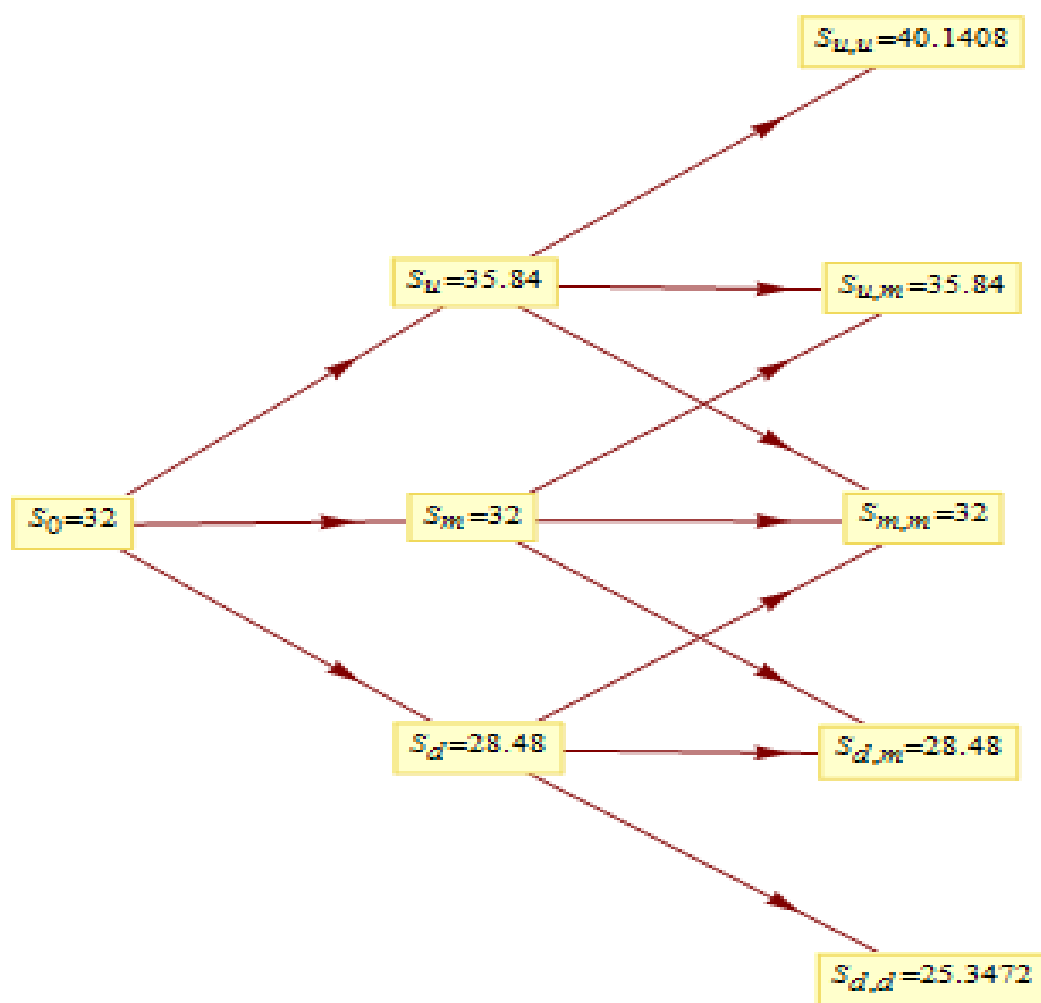 S_{u,u}=40.1408
S_u=35.84
S_{u,m}=35.84
S_0=32
S_m=32
S_{m,m}=32
S_d=28.48
S_{d,m}=28.48
S_{d,d}=25.3472